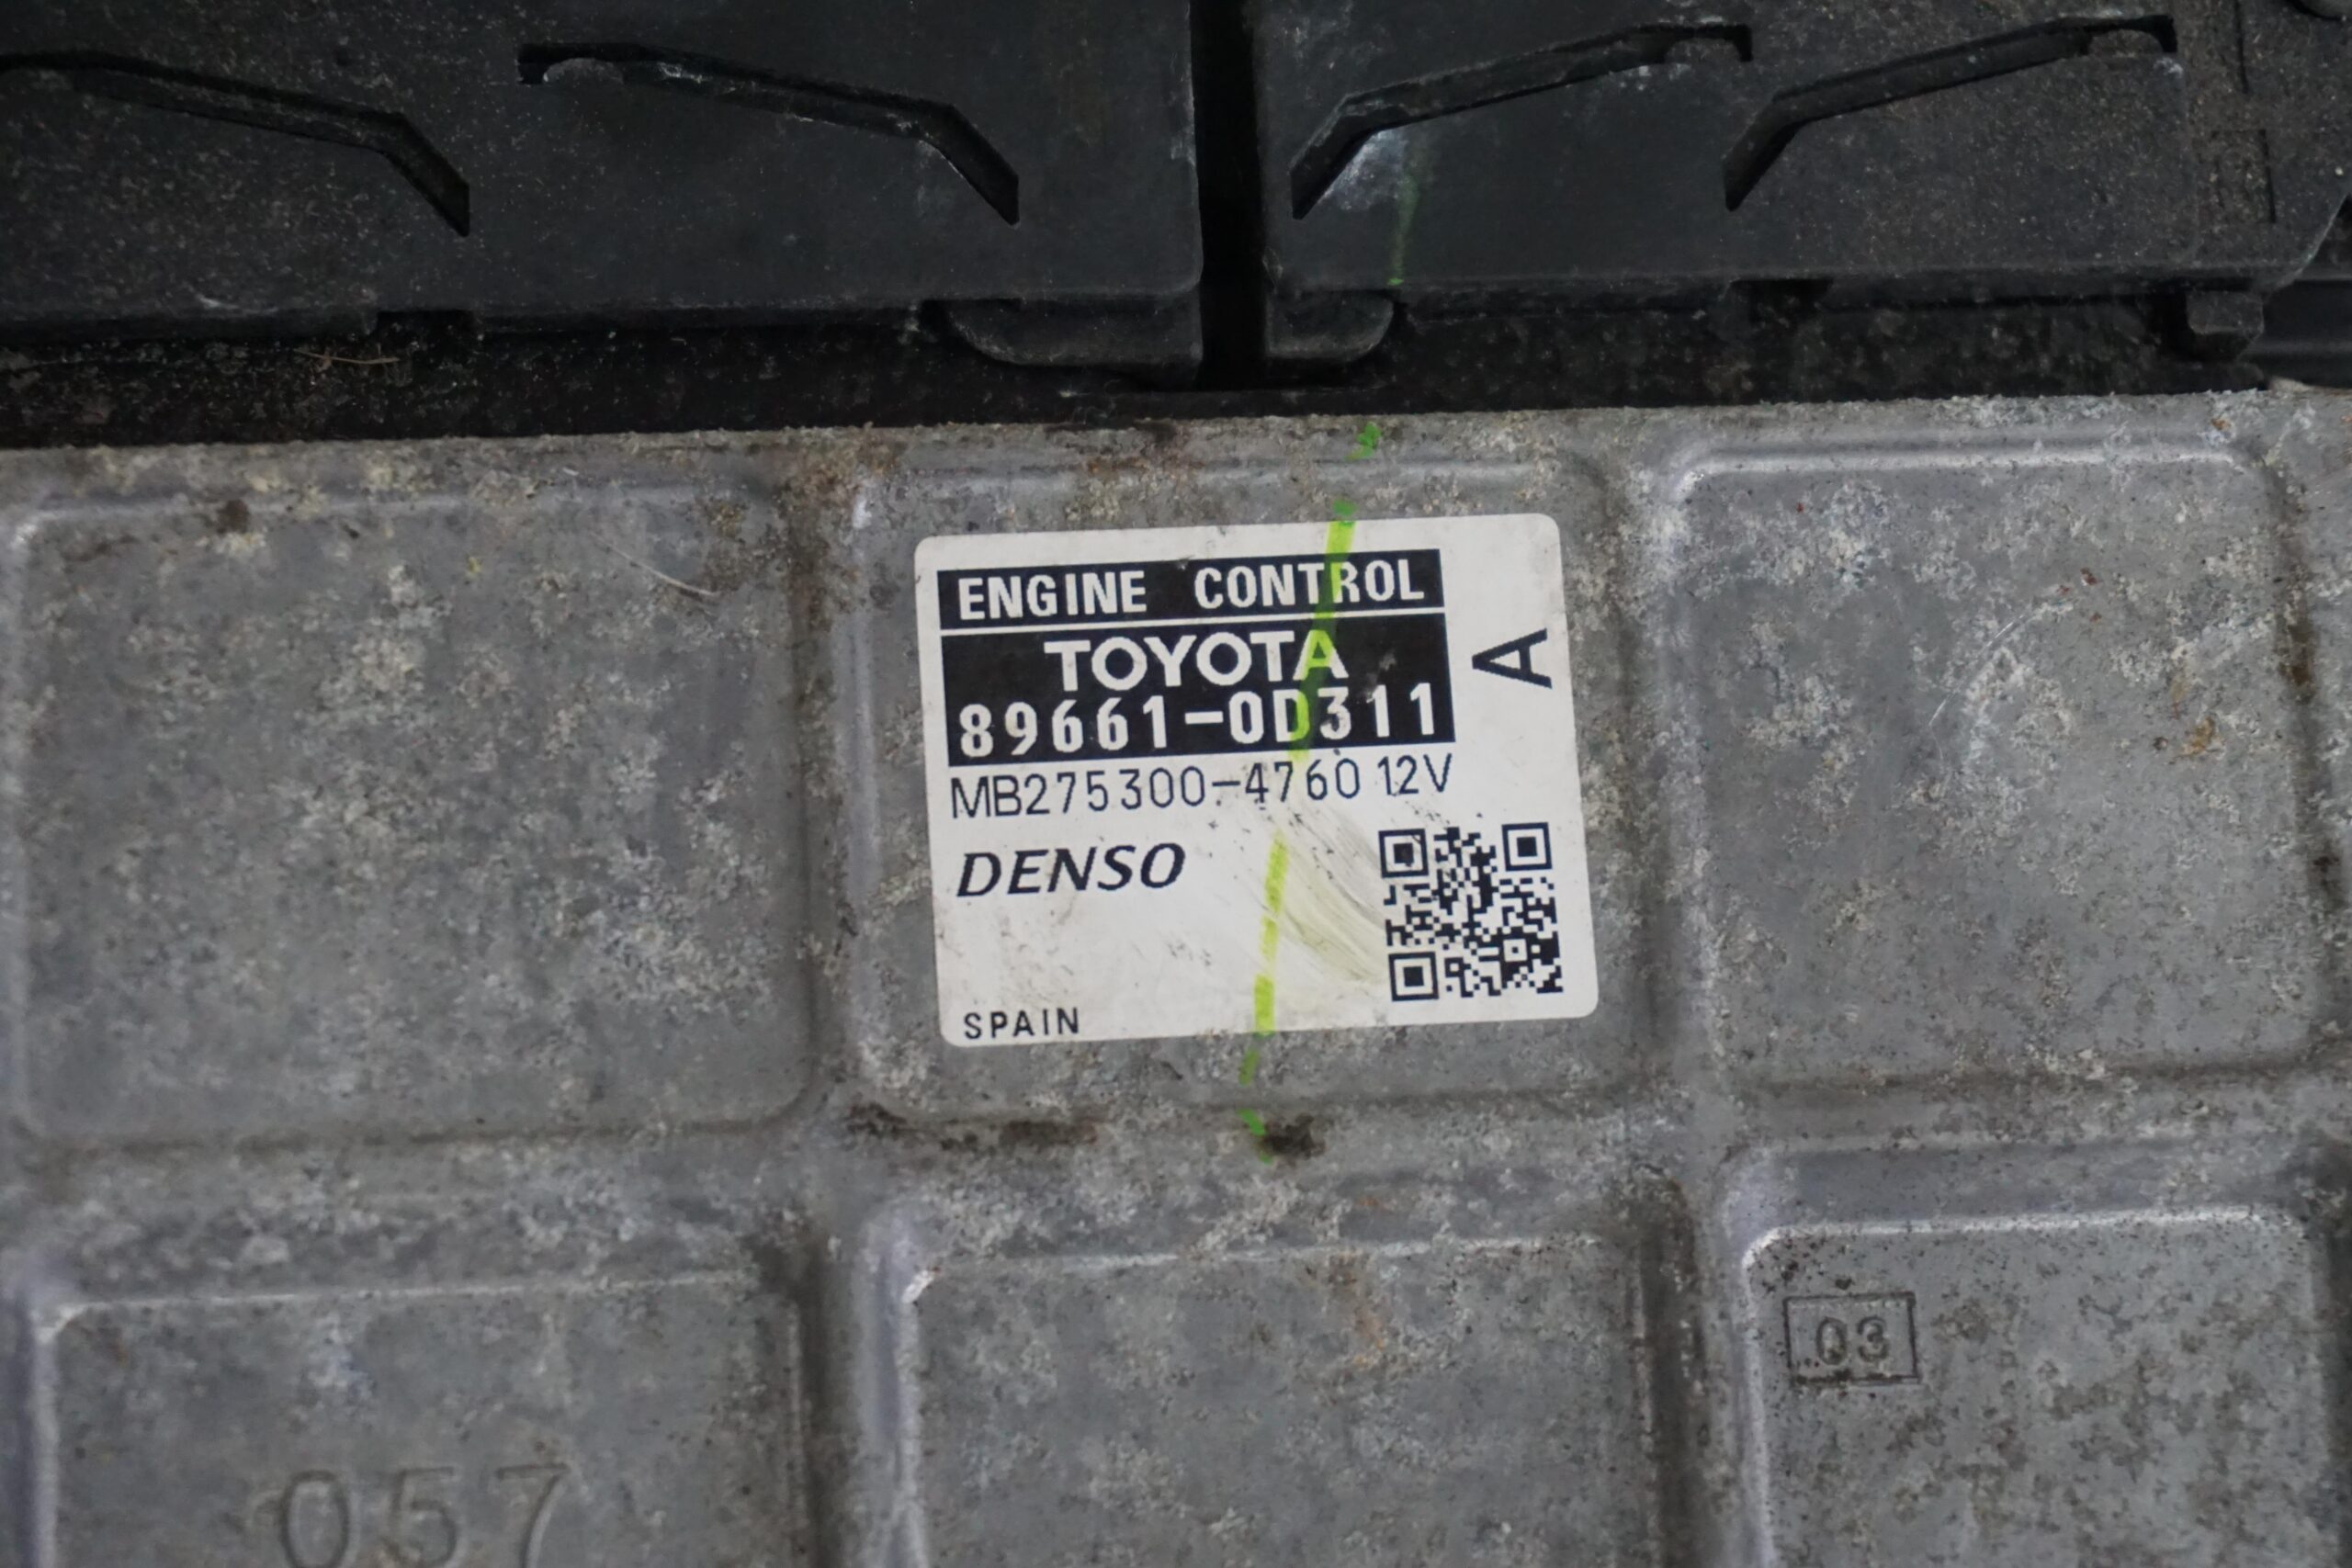 ENGINE CONTROL
TOYOTA
89661-0D311
A
MB275300-4760 12V
DENSO
SPAIN
03
057